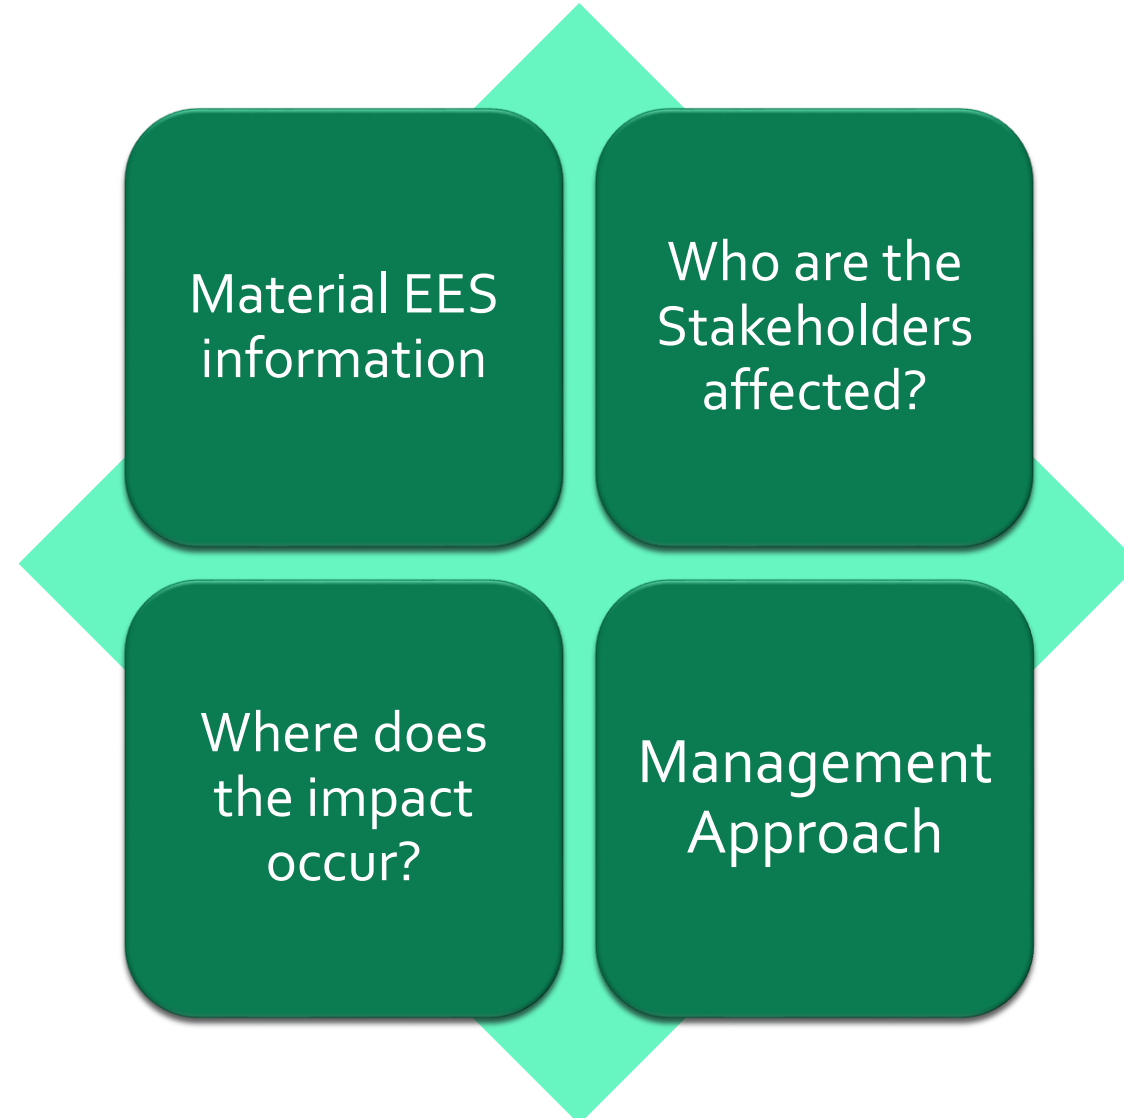 Material EES
information
Who are the
Stakeholders
affected?
Where does
the impact
occur?
Management
Approach